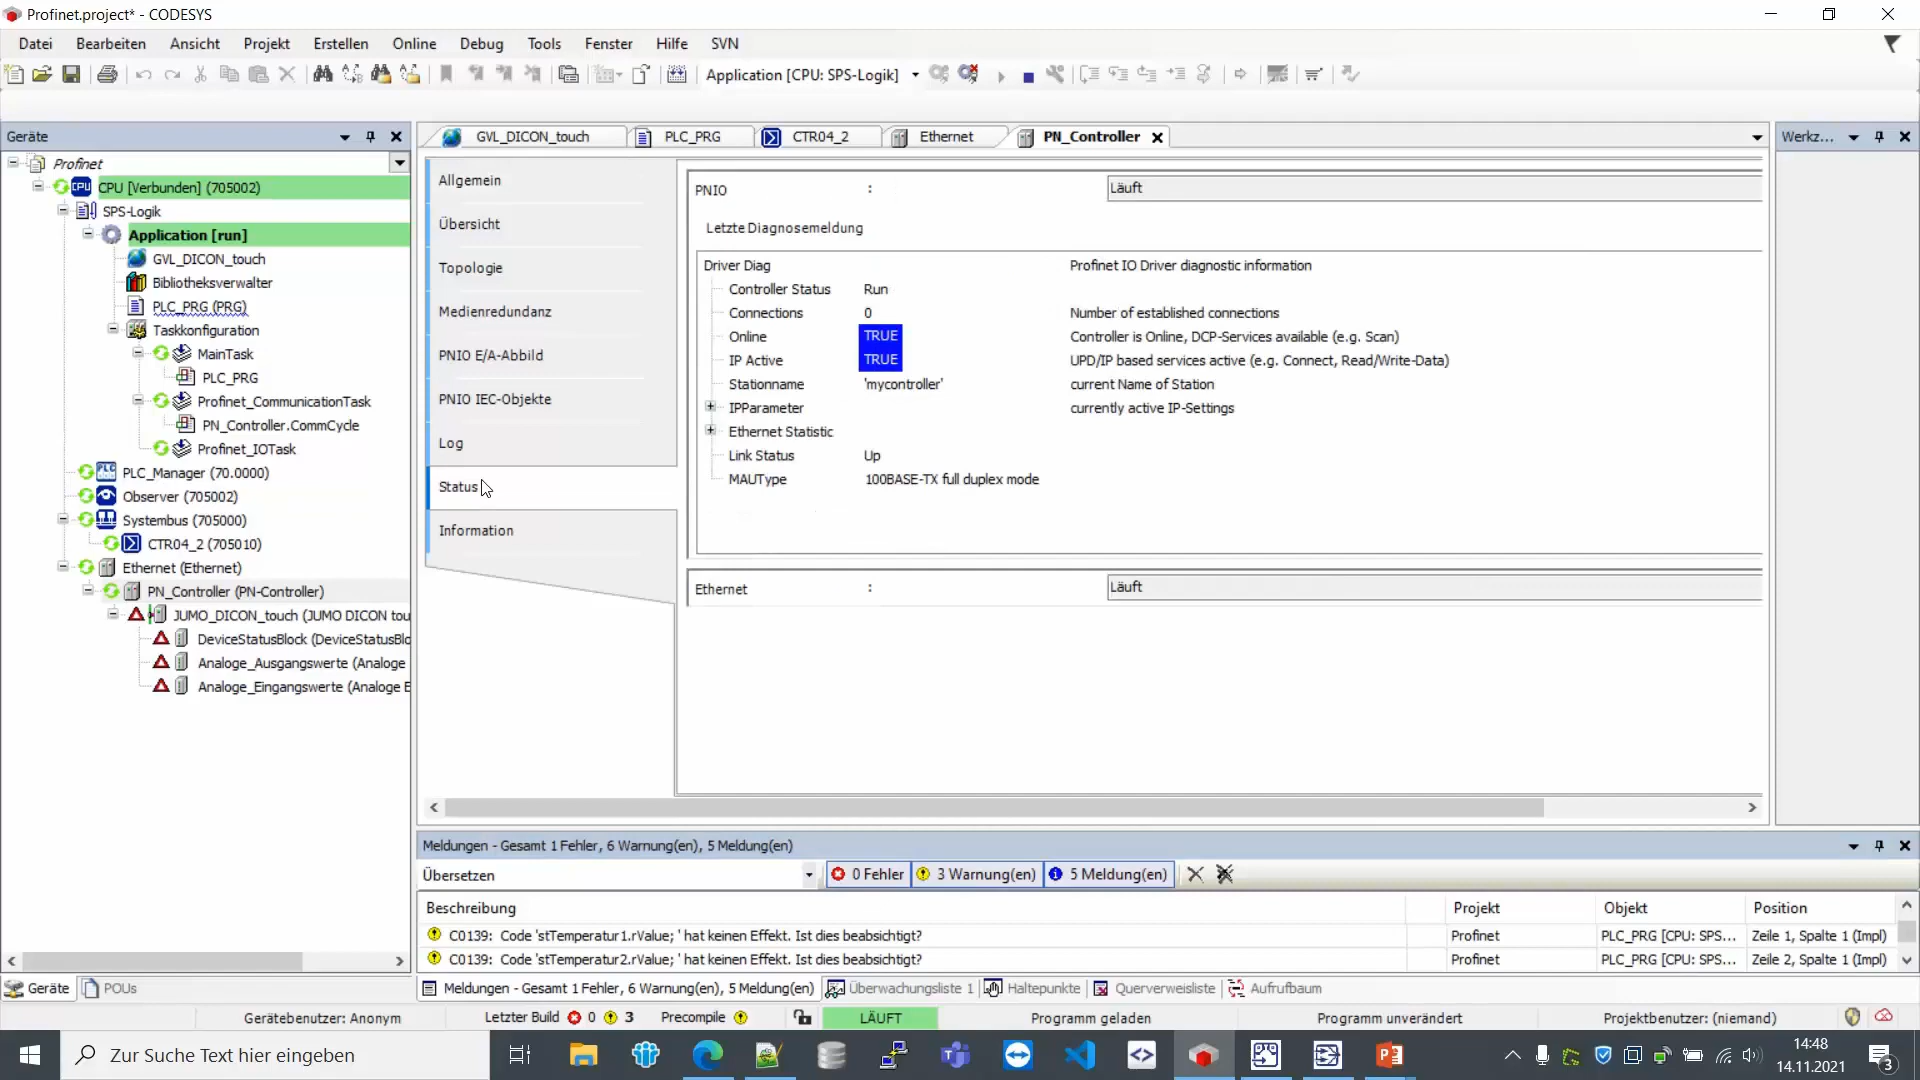 Profinet.project* - CODESYS
Datei Bearbeiten Ansicht Projekt Erstellen Online Debug Tools Fenster Hilfe SVN
Application [CPU: SPS-Logik]
Geräte
GVL_DICON_touch PLC_PRG CTR04_2 Ethernet PN_Controller
Werkz...
Profinet
CPU [Verbunden] (705002)
SPS-Logik
Application [run]
GVL_DICON_touch
Bibliotheksverwalter
PLC_PRG (PRG)
Taskkonfiguration
MainTask
PLC_PRG
Profinet_CommunicationTask
PN_Controller.CommCycle
Profinet_IOTask
PLC_Manager (70.0000)
Observer (705002)
Systembus (705000)
CTR04_2 (705010)
Ethernet (Ethernet)
PN_Controller (PN-Controller)
JUMO_DICON_touch (JUMO DICON tou
DeviceStatusBlock (DeviceStatusBlo
Analoge_Ausgangswerte (Analoge
Analoge_Eingangswerte (Analoge E
Geräte POUs
Allgemein
Übersicht
Topologie
Medienredundanz
PNIO E/A-Abbild
PNIO IEC-Objekte
Log
Status
Information
PNIO : Läuft
Letzte Diagnosemeldung
Driver Diag Profinet IO Driver diagnostic information
Controller Status Run
Connections 0 Number of established connections
Online TRUE Controller is Online, DCP-Services available (e.g. Scan)
IP Active TRUE UPD/IP based services active (e.g. Connect, Read/Write-Data)
Stationname 'mycontroller' current Name of Station
IPParameter currently active IP-Settings
Ethernet Statistic
Link Status Up
MAUType 100BASE-TX full duplex mode
Ethernet : Läuft
Meldungen - Gesamt 1 Fehler, 6 Warnung(en), 5 Meldung(en)
Übersetzen 0 Fehler 3 Warnung(en) 5 Meldung(en)
Beschreibung Projekt Objekt Position
C0139: Code 'stTemperatur1.rValue; ' hat keinen Effekt. Ist dies beabsichtigt? Profinet PLC_PRG [CPU: SPS... Zeile 1, Spalte 1 (Impl)
C0139: Code 'stTemperatur2.rValue; ' hat keinen Effekt. Ist dies beabsichtigt? Profinet PLC_PRG [CPU: SPS... Zeile 2, Spalte 1 (Impl)
Meldungen - Gesamt 1 Fehler, 6 Warnung(en), 5 Meldung(en) Überwachungsliste 1 Haltepunkte Querverweisliste Aufrufbaum
Gerätebenutzer: Anonym Letzter Build 0 3 Precompile LÄUFT Programm geladen Programm unverändert Projektbenutzer: (niemand)
Zur Suche Text hier eingeben
14:48
14.11.2021
3